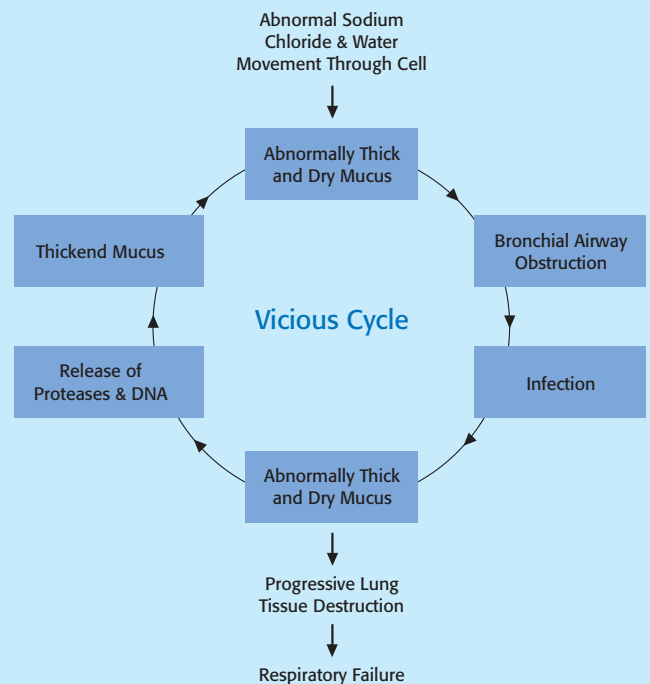 Abnormal Sodium
Chloride & Water
Movement Through Cell
Abnormally Thick
and Dry Mucus
Bronchial Airway
Obstruction
Infection
Abnormally Thick
and Dry Mucus
Release of
Proteases & DNA
Thickend Mucus
Vicious Cycle
Progressive Lung
Tissue Destruction
Respiratory Failure